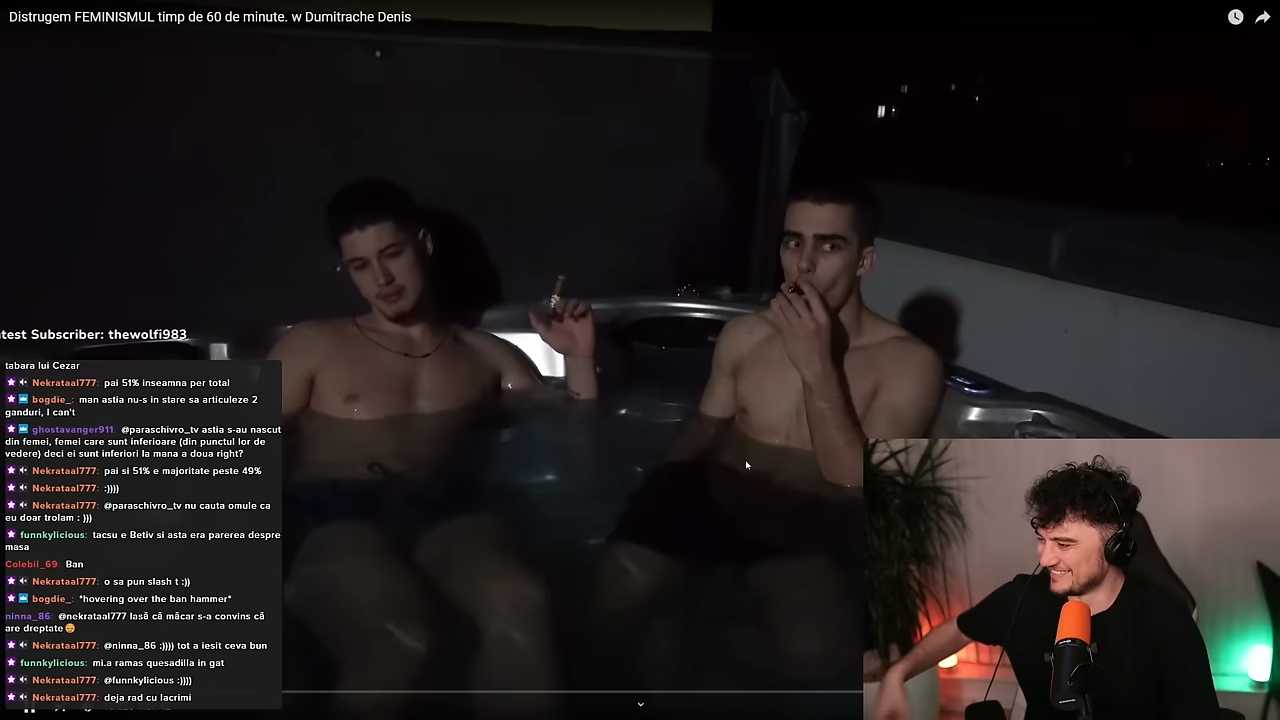 Distrugem FEMINISMUL timp de 60 de minute. w Dumitrache Denis
atest Subscriber: thewolfi983
tabara lui Cezar
Nekrataal777: pai 51% inseamna per total
bogdie_: man astia nu-s in stare sa articuleze 2
ganduri, I can't
ghostavanger911: @paraschivro_tv astia s-au nascut
din femei, femei care sunt inferioare (din punctul lor de
vedere) deci ei sunt inferiori la mana a doua right?
Nekrataal777: pai si 51% e majoritate peste 49%
Nekrataal777: :))))
Nekrataal777: @paraschivro_tv nu cauta omule ca
eu doar trolam : )))
funnkylicious: tacsu e Betiv si asta era parerea despre
masa
Colebil_69: Ban
Nekrataal777: o sa pun slash t :))
bogdie_: *hovering over the ban hammer*
ninna_86: @nekrataal777 lasă că măcar s-a convins că
are dreptate
Nekrataal777: @ninna_86 :)))) tot a iesit ceva bun
funnkylicious: mi.a ramas quesadilla in gat
Nekrataal777: @funnkylicious :))))
Nekrataal777: deja rad cu lacrimi